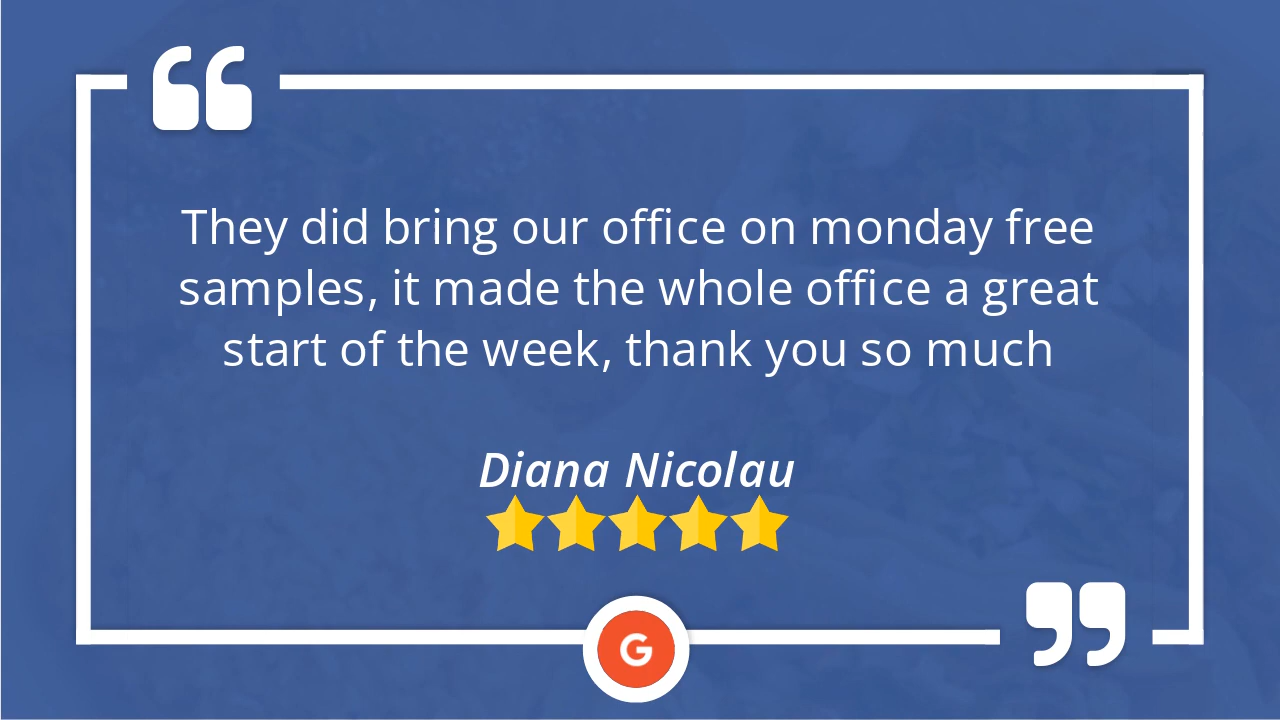 They did bring our office on monday free
samples, it made the whole office a great
start of the week, thank you so much
Diana Nicolau
G